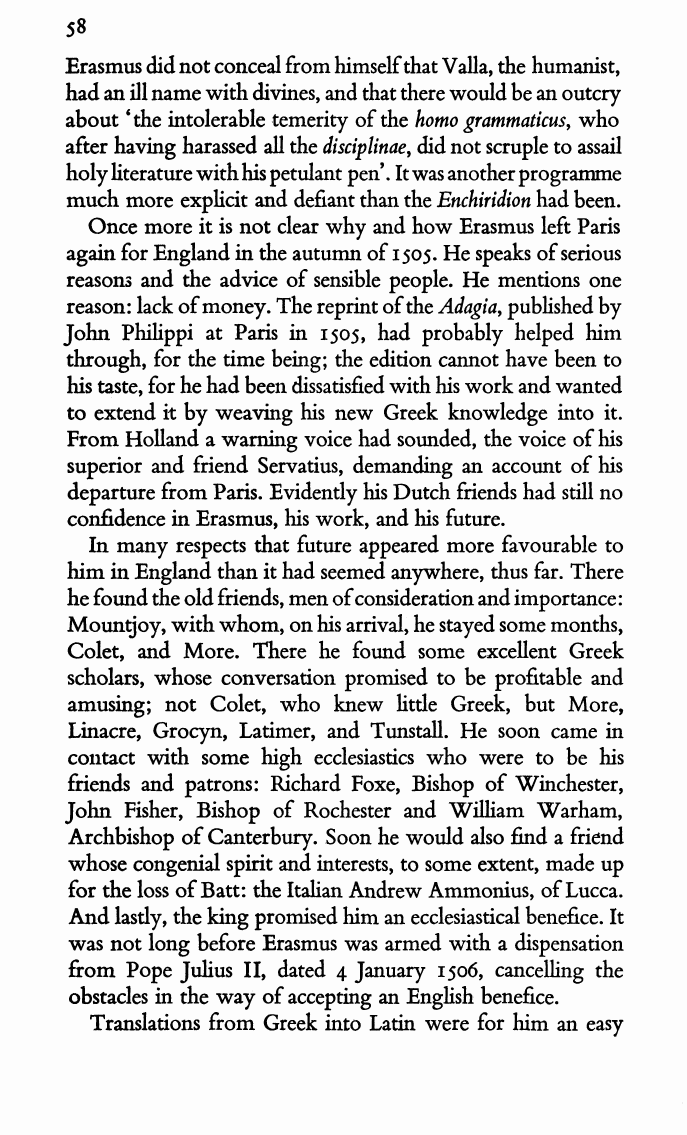 58
Erasmus did not conceal from himself that Valla, the humanist,
had an ill name with divines, and that there would be an outcry
about ‘the intolerable temerity of the homo grammaticus, who
after having harassed all the disciplinae, did not scruple to assail
holy literature with his petulant pen’. It was another programme
much more explicit and defiant than the Enchiridion had been.
Once more it is not clear why and how Erasmus left Paris
again for England in the autumn of 1505. He speaks of serious
reasons and the advice of sensible people. He mentions one
reason: lack of money. The reprint of the Adagia, published by
John Philippi at Paris in 1505, had probably helped him
through, for the time being; the edition cannot have been to
his taste, for he had been dissatisfied with his work and wanted
to extend it by weaving his new Greek knowledge into it.
From Holland a warning voice had sounded, the voice of his
superior and friend Servatius, demanding an account of his
departure from Paris. Evidently his Dutch friends had still no
confidence in Erasmus, his work, and his future.
In many respects that future appeared more favourable to
him in England than it had seemed anywhere, thus far. There
he found the old friends, men of consideration and importance:
Mountjoy, with whom, on his arrival, he stayed some months,
Colet, and More. There he found some excellent Greek
scholars, whose conversation promised to be profitable and
amusing; not Colet, who knew little Greek, but More,
Linacre, Grocyn, Latimer, and Tunstall. He soon came in
contact with some high ecclesiastics who were to be his
friends and patrons: Richard Foxe, Bishop of Winchester,
John Fisher, Bishop of Rochester and William Warham,
Archbishop of Canterbury. Soon he would also find a friend
whose congenial spirit and interests, to some extent, made up
for the loss of Batt: the Italian Andrew Ammonius, of Lucca.
And lastly, the king promised him an ecclesiastical benefice. It
was not long before Erasmus was armed with a dispensation
from Pope Julius II, dated 4 January 1506, cancelling the
obstacles in the way of accepting an English benefice.
Translations from Greek into Latin were for him an easy